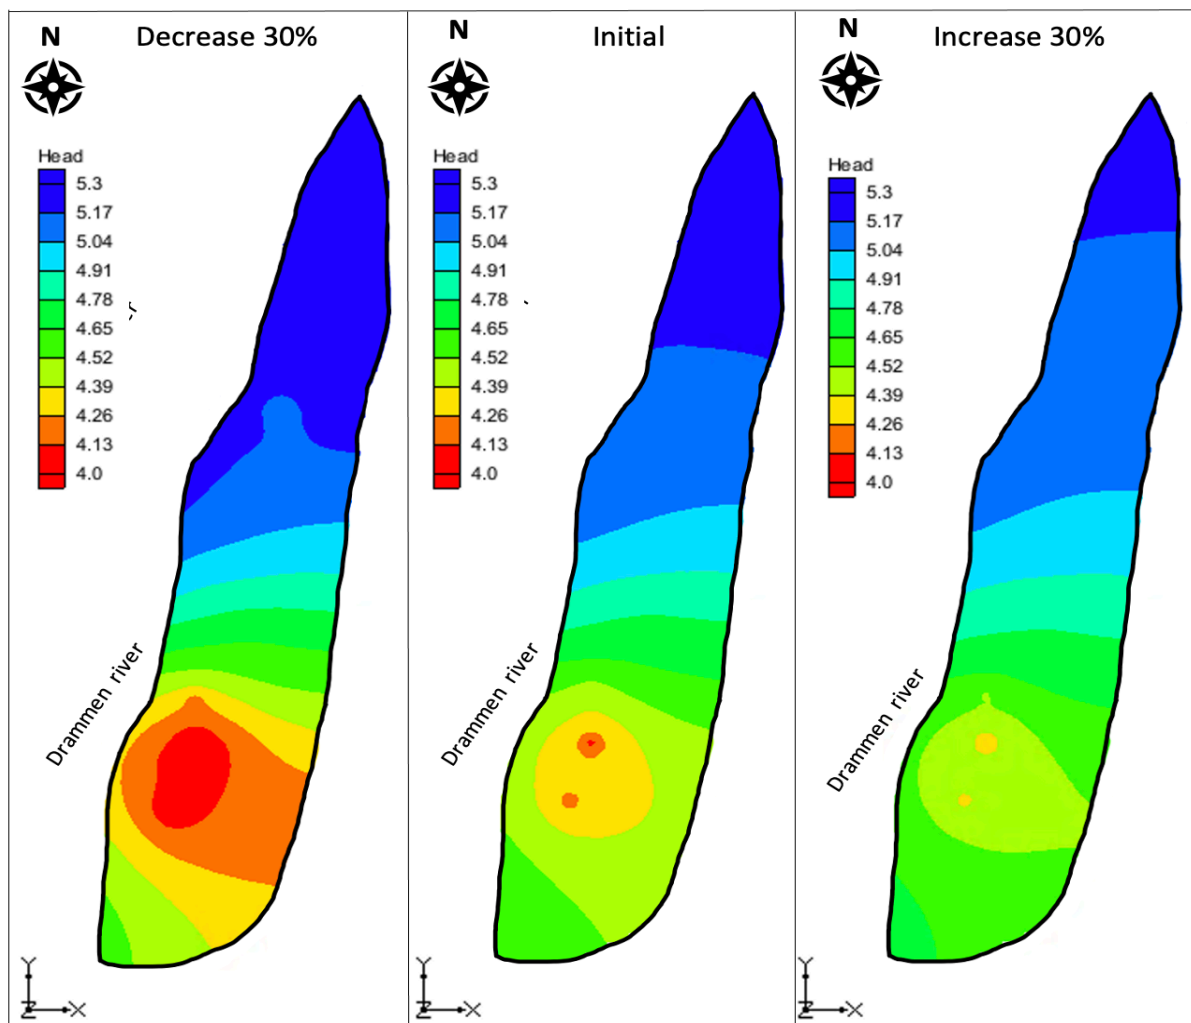 Decrease 30%
N
Head
5.3
5.17
5.04
4.91
4.78
4.65
4.52
4.39
4.26
4.13
4.0
Drammen river
Y
Z
X
Initial
N
Head
5.3
5.17
5.04
4.91
4.78
4.65
4.52
4.39
4.26
4.13
4.0
Drammen river
Y
Z
X
Increase 30%
N
Head
5.3
5.17
5.04
4.91
4.78
4.65
4.52
4.39
4.26
4.13
4.0
Drammen river
Y
Z
X